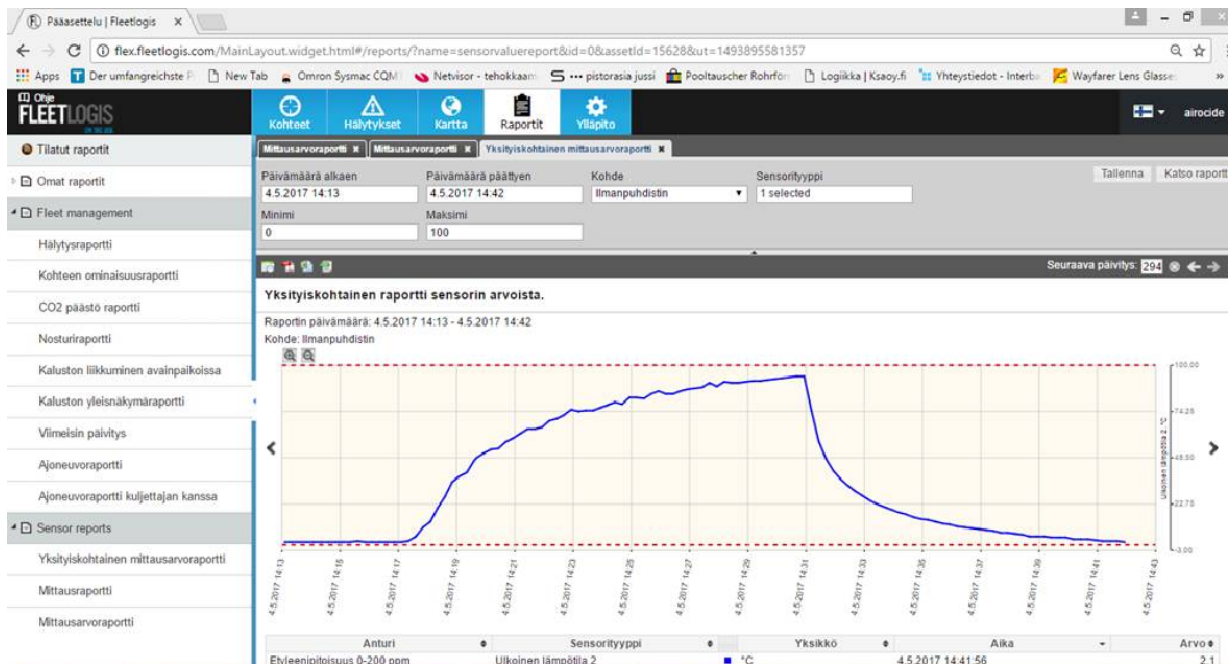 Pääasettelu | Fleetlogis
flex.fleetlogis.com/MainLayout.widget.html#/reports/?name=sensorvaluereport&id=0&assetId=15628&ut=1493895581357
Apps Der umfangreichste P New Tab Omron Sysmac CQM1 Netvisor - tehokkaam ... pistorasia jussi Pooltauscher Rohrför Logiikka | Ksaoy.fi Yhteystiedot - Interba Wayfarer Lens Glasse
Ohje
FLEETLOGIS
Kohteet Hälytykset Kartta Raportit Ylläpito
airocide
Tilatut raportit
Omat raportit
Fleet management
Hälytysraportti
Kohteen ominaisuusraportti
CO2 päästö raportti
Nosturiraportti
Kaluston liikkuminen avainpaikoissa
Kaluston yleisnäkymäraportti
Viimeisin päivitys
Ajoneuvoraportti
Ajoneuvoraportti kuljettajan kanssa
Sensor reports
Yksityiskohtainen mittausarvoraportti
Mittausraportti
Mittausarvoraportti
Mittausarvoraportti Mittausarvoraportti Yksityiskohtainen mittausarvoraportti
Päivämäärä alkaen Päivämäärä päättyen Kohde Sensorityyppi
4.5.2017 14:13 4.5.2017 14:42 Ilmanpuhdistin 1 selected
Tallenna Katso raportti
Minimi Maksimi
0 100
Seuraava päivitys: 294
Yksityiskohtainen raportti sensorin arvoista.
Raportin päivämäärä: 4.5.2017 14:13 - 4.5.2017 14:42
Kohde: Ilmanpuhdistin
100.00
74.25
48.50
22.75
-3.00
Ulkoinen lämpötila 2, °C
4.5.2017 14:13
4.5.2017 14:15
4.5.2017 14:17
4.5.2017 14:19
4.5.2017 14:21
4.5.2017 14:23
4.5.2017 14:25
4.5.2017 14:27
4.5.2017 14:29
4.5.2017 14:31
4.5.2017 14:33
4.5.2017 14:35
4.5.2017 14:37
4.5.2017 14:39
4.5.2017 14:41
4.5.2017 14:43
Anturi Sensorityyppi Yksikkö Aika Arvo
Etyleenipitoisuus 0-200 ppm Ulkoinen lämpötila 2 °C 4.5.2017 14:41:56 2.1